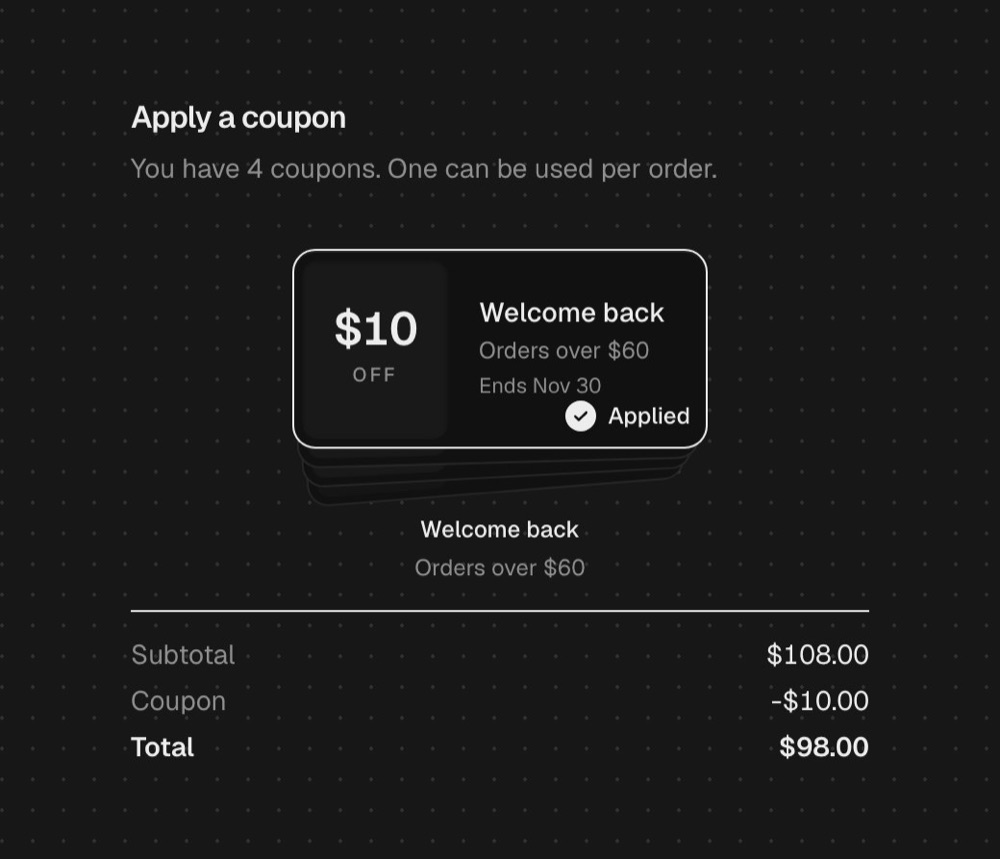 Apply a coupon
You have 4 coupons. One can be used per order.
$10
OFF
Welcome back
Orders over $60
Ends Nov 30
Applied
Welcome back
Orders over $60
Subtotal $108.00
Coupon -$10.00
Total $98.00